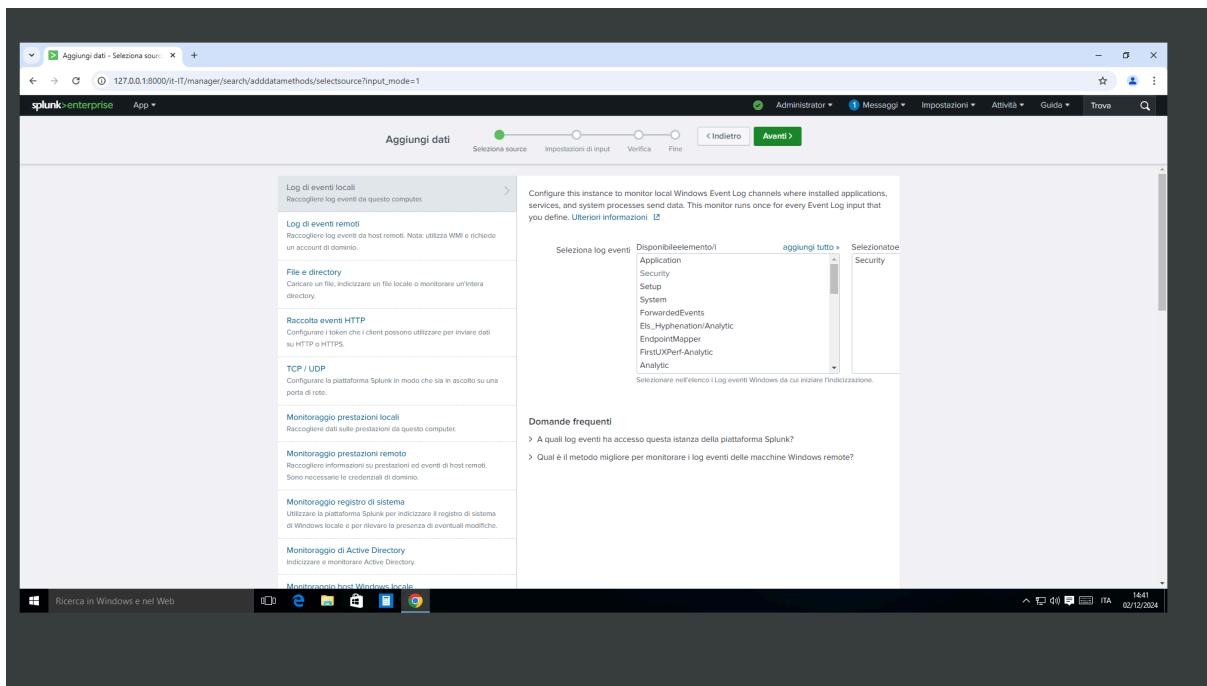 Aggiungi dati - Seleziona sourc
127.0.0.1:8000/it-IT/manager/search/adddatamethods/selectsource?input_mode=1
splunk>enterprise App
Administrator 1 Messaggi Impostazioni Attività Guida Trova
Aggiungi dati
Seleziona source Impostazioni di input Verifica Fine
< Indietro Avanti >
Log di eventi locali
Raccogliere log eventi da questo computer.
Log di eventi remoti
Raccogliere log eventi da host remoti. Nota: utilizza WMI e richiede
un account di dominio.
File e directory
Caricare un file, indicizzare un file locale o monitorare un'intera
directory.
Raccolta eventi HTTP
Configurare i token che i client possono utilizzare per inviare dati
su HTTP o HTTPS.
TCP / UDP
Configurare la piattaforma Splunk in modo che sia in ascolto su una
porta di rete.
Monitoraggio prestazioni locali
Raccogliere dati sulle prestazioni da questo computer.
Monitoraggio prestazioni remoto
Raccogliere informazioni su prestazioni ed eventi di host remoti.
Sono necessarie le credenziali di dominio.
Monitoraggio registro di sistema
Utilizzare la piattaforma Splunk per indicizzare il registro di sistema
di Windows locale e per rilevare la presenza di eventuali modifiche.
Monitoraggio di Active Directory
Indicizzare e monitorare Active Directory.
Monitoraggio host Windows locale
Configure this instance to monitor local Windows Event Log channels where installed applications,
services, and system processes send data. This monitor runs once for every Event Log input that
you define. Ulteriori informazioni
Seleziona log eventi
Disponibileelemento/i aggiungi tutto » Selezionatoe
Application
Security
Setup
System
ForwardedEvents
Els_Hyphenation/Analytic
EndpointMapper
FirstUXPerf-Analytic
Analytic
Security
Selezionare nell'elenco i Log eventi Windows da cui iniziare l'indicizzazione.
Domande frequenti
> A quali log eventi ha accesso questa istanza della piattaforma Splunk?
> Qual è il metodo migliore per monitorare i log eventi delle macchine Windows remote?
Ricerca in Windows e nel Web
ITA
14:41
02/12/2024